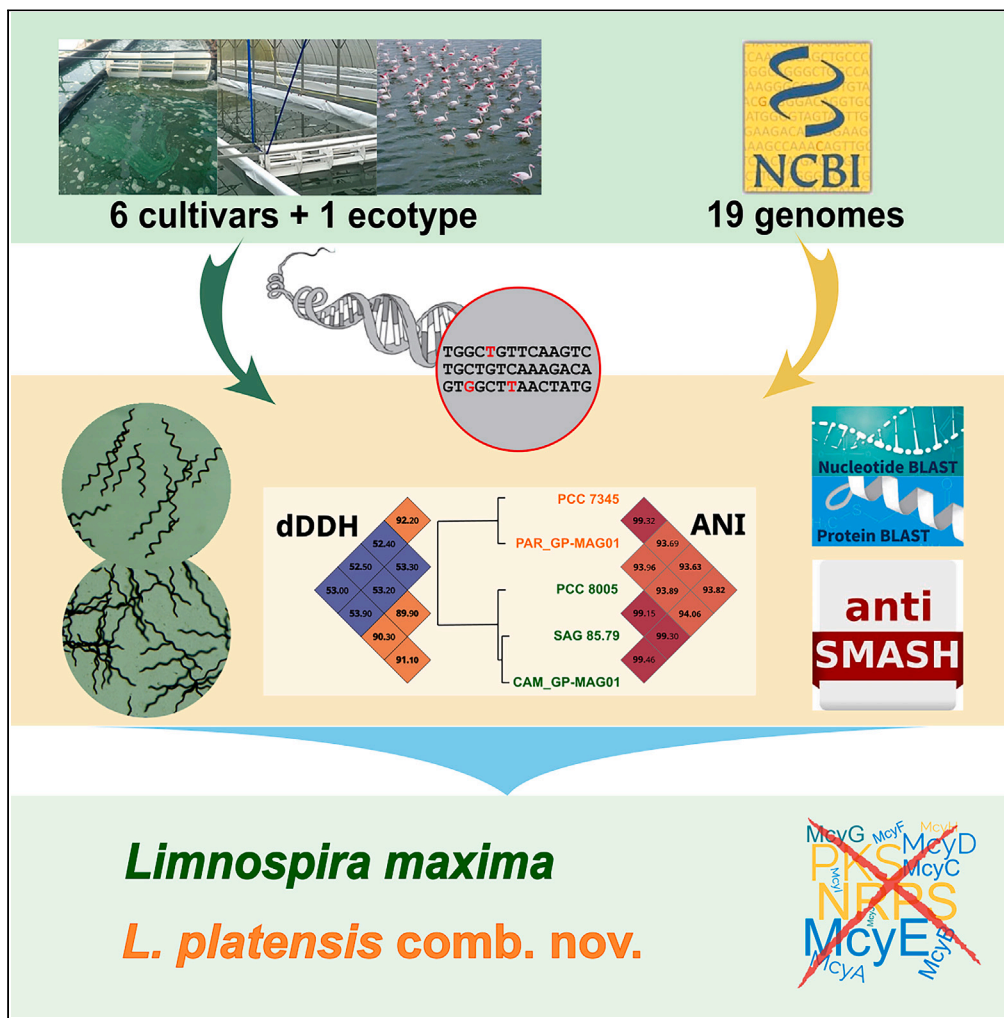 NCBI
6 cultivars + 1 ecotype
19 genomes
TGGCTGTTCAAGTC
TGCTGTCAAAGACA
GTGGCTTAACTATG
dDDH
ANI
92.20
52.40
52.50
53.30
53.00
53.20
53.90
89.90
90.30
91.10
PCC 7345
PAR_GP-MAG01
PCC 8005
SAG 85.79
CAM_GP-MAG01
99.32
93.69
93.96
93.63
93.89
93.82
99.15
94.06
99.30
99.46
Nucleotide BLAST
Protein BLAST
anti
SMASH
Limnospira maxima
L. platensis comb. nov.
McyG
McyF
McyH
McyD
PKS
McyC
McyI
NRPS
McyJ
McyE
McyB
McyA